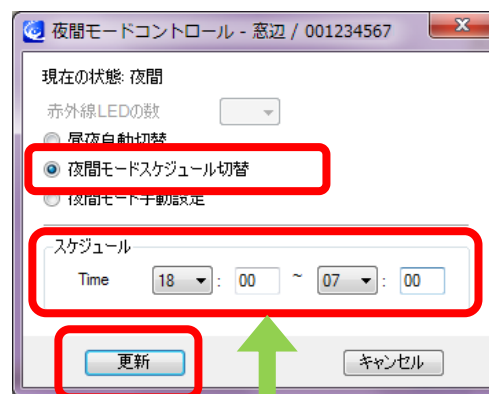 夜間モードコントロール - 窓辺 / 001234567
現在の状態: 夜間
赤外線LEDの数
昼夜自動切替
夜間モードスケジュール切替
夜間モード手動設定
スケジュール
Time 18 : 00 ~ 07 : 00
更新 キャンセル